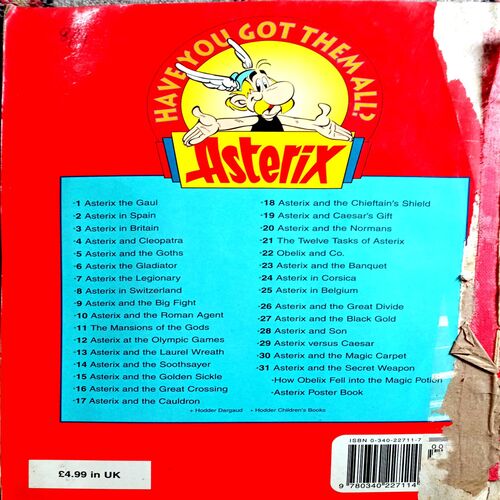 HAVE YOU GOT THEM ALL?
Asterix
·1 Asterix the Gaul
·2 Asterix in Spain
·3 Asterix in Britain
·4 Asterix and Cleopatra
·5 Asterix and the Goths
·6 Asterix the Gladiator
·7 Asterix the Legionary
·8 Asterix in Switzerland
·9 Asterix and the Big Fight
·10 Asterix and the Roman Agent
·11 The Mansions of the Gods
·12 Asterix at the Olympic Games
·13 Asterix and the Laurel Wreath
·14 Asterix and the Soothsayer
·15 Asterix and the Golden Sickle
·16 Asterix and the Great Crossing
·17 Asterix and the Cauldron
·18 Asterix and the Chieftain's Shield
·19 Asterix and Caesar's Gift
·20 Asterix and the Normans
·21 The Twelve Tasks of Asterix
·22 Obelix and Co.
·23 Asterix and the Banquet
·24 Asterix in Corsica
·25 Asterix in Belgium
·26 Asterix and the Great Divide
·27 Asterix and the Black Gold
·28 Asterix and Son
·29 Asterix versus Caesar
·30 Asterix and the Magic Carpet
·31 Asterix and the Secret Weapon
·How Obelix Fell into the Magic Potion
·Asterix Poster Book
• Hodder Dargaud • Hodder Children's Books
£4.99 in UK
ISBN 0-340-22711-7
00
9 780340 227114